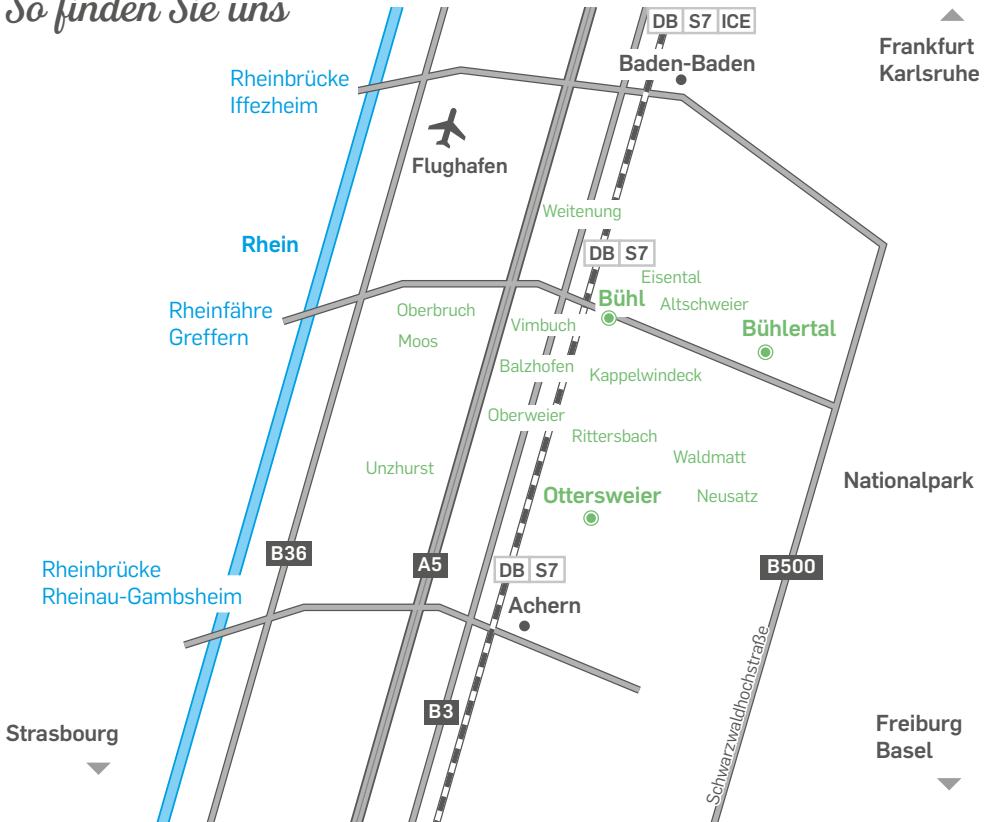 So finden Sie uns
DB S7 ICE
Baden-Baden
Frankfurt
Karlsruhe
Rheinbrücke
Iffezheim
Flughafen
Weitenung
Rhein
DB S7
Eisental
Bühl
Altschweier
Rheinfähre
Greffern
Oberbruch
Vimbuch
Bühlertal
Moos
Balzhofen
Kappelwindeck
Oberweier
Rittersbach
Waldmatt
Unzhurst
Nationalpark
Ottersweier
Neusatz
B36
A5
DB S7
B500
Rheinbrücke
Rheinau-Gambsheim
Achern
Schwarzwaldhochstraße
B3
Strasbourg
Freiburg
Basel